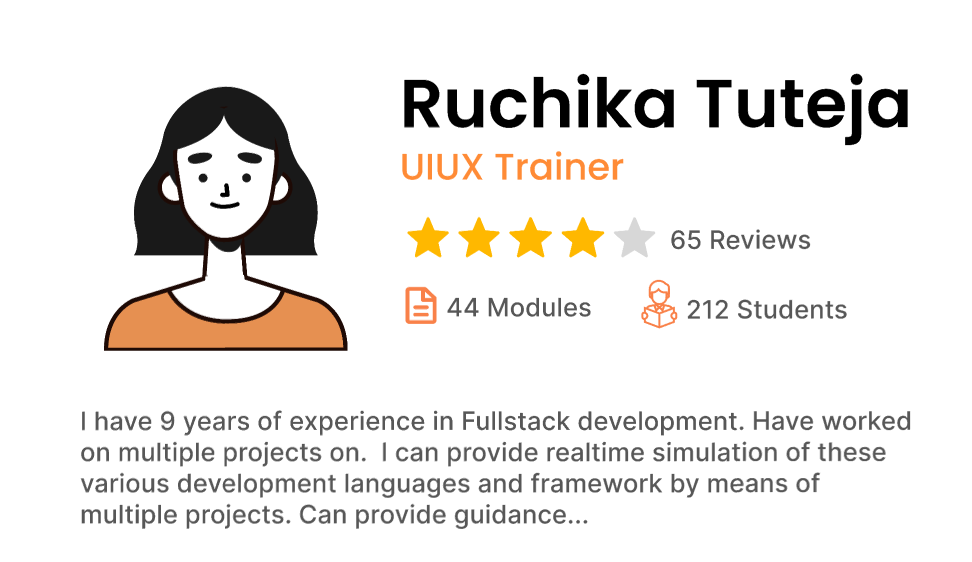 Ruchika Tuteja
UIUX Trainer
65 Reviews
44 Modules
212 Students
I have 9 years of experience in Fullstack development. Have worked
on multiple projects on.  I can provide realtime simulation of these
various development languages and framework by means of
multiple projects. Can provide guidance...